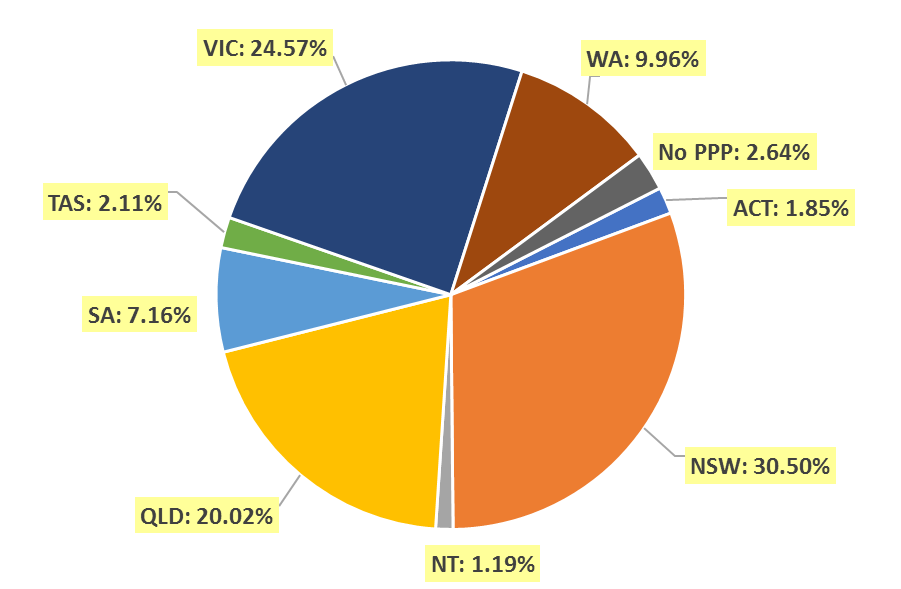 VIC: 24.57%
WA: 9.96%
No PPP: 2.64%
TAS: 2.11%
ACT: 1.85%
SA: 7.16%
NSW: 30.50%
QLD: 20.02%
NT: 1.19%